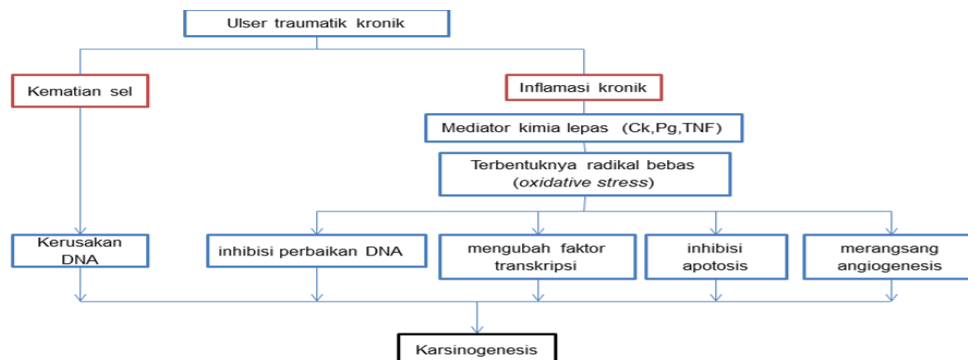 Ulser traumatik kronik
Kematian sel
Inflamasi kronik
Mediator kimia lepas (Ck,Pg,TNF)
Terbentuknya radikal bebas
(oxidative stress)
Kerusakan
DNA
inhibisi perbaikan DNA
mengubah faktor
transkripsi
inhibisi
apotosis
merangsang
angiogenesis
Karsinogenesis